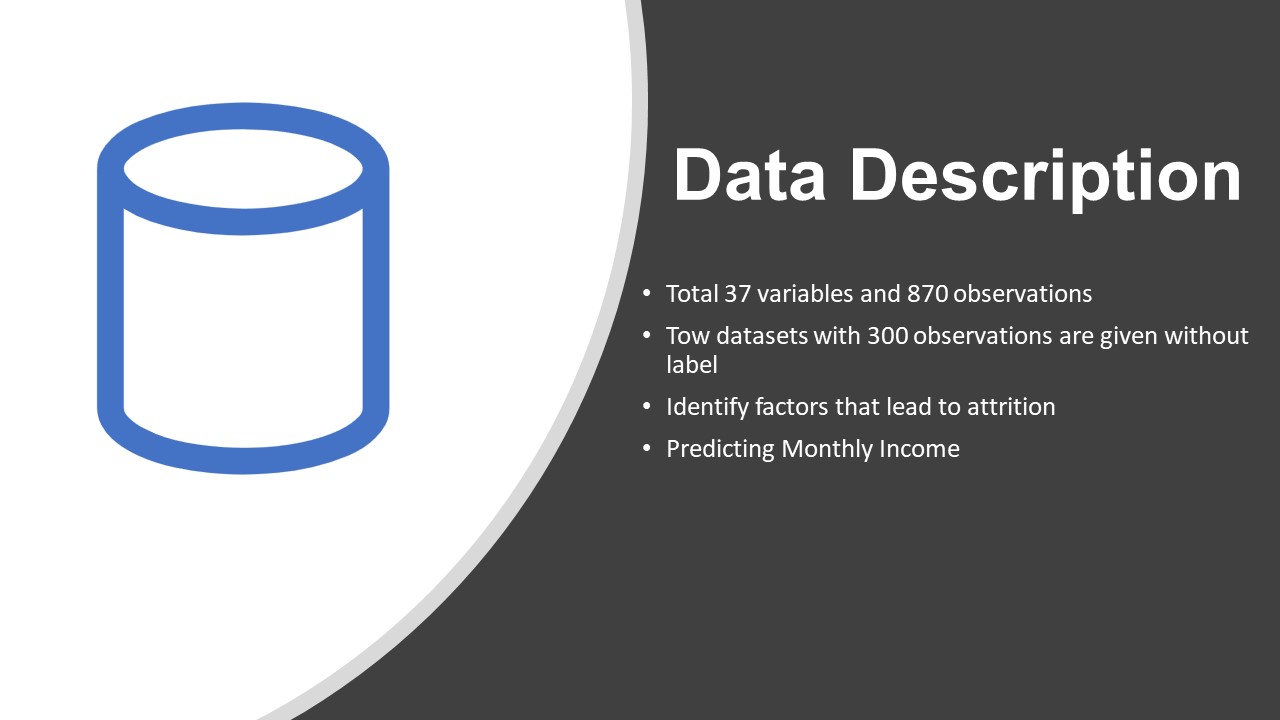 Data Description
• Total 37 variables and 870 observations
• Tow datasets with 300 observations are given without
label
• Identify factors that lead to attrition
• Predicting Monthly Income